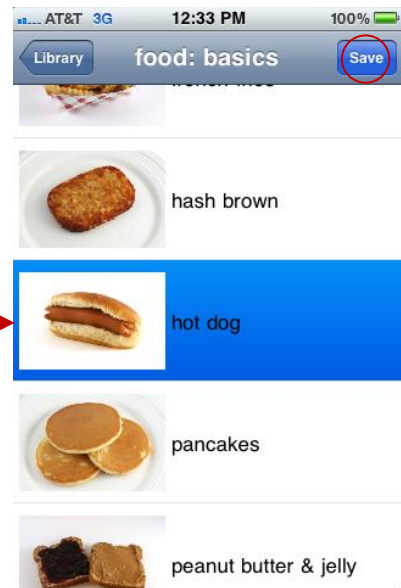 AT&T 3G 12:33 PM 100%
Library food: basics Save
hash brown
hot dog
pancakes
peanut butter & jelly